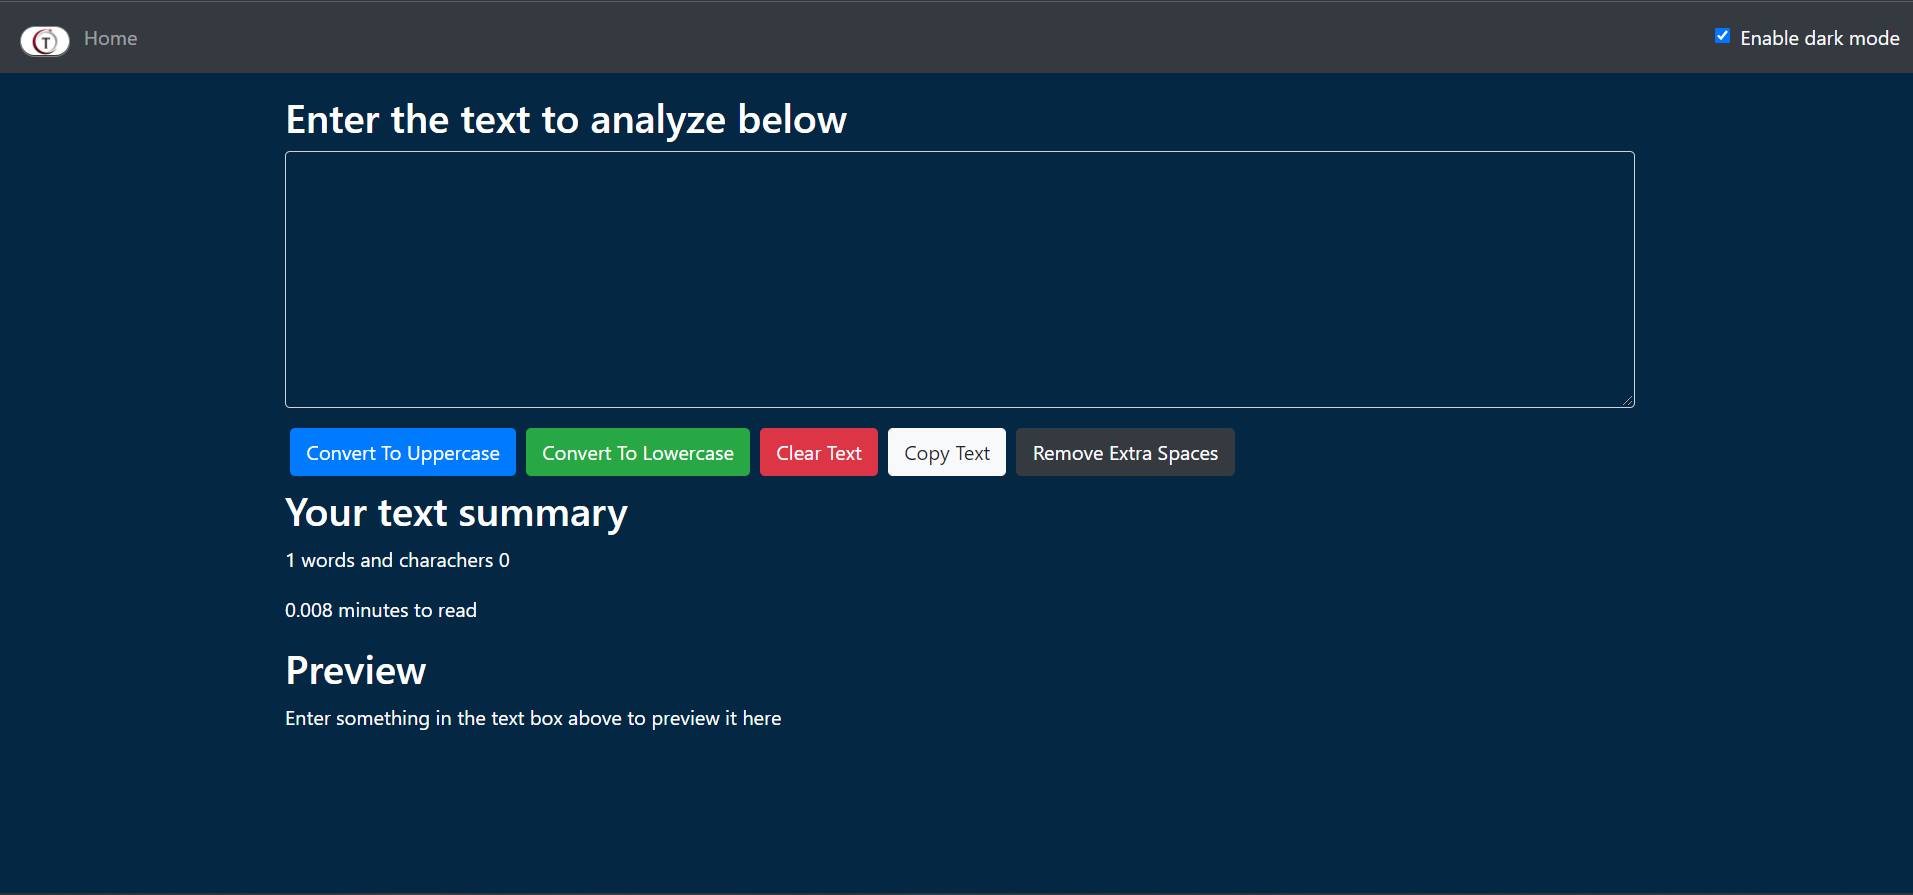 T Home Enable dark mode
Enter the text to analyze below
Convert To Uppercase Convert To Lowercase Clear Text Copy Text Remove Extra Spaces
Your text summary
1 words and charachers 0
0.008 minutes to read
Preview
Enter something in the text box above to preview it here